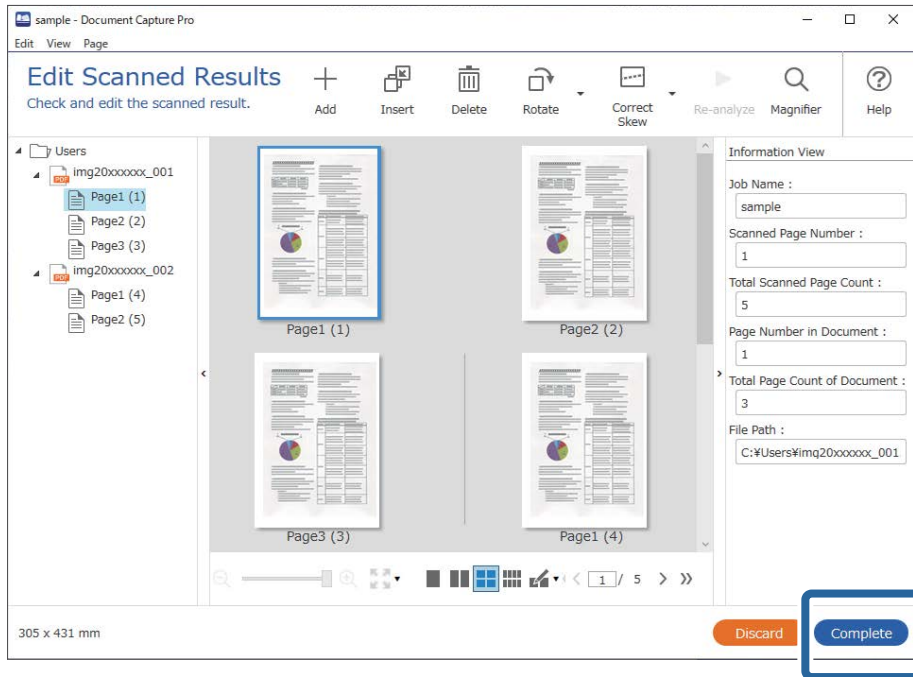 sample - Document Capture Pro
Edit View Page
Edit Scanned Results
Check and edit the scanned result.
Add
Insert
Delete
Rotate
Correct
Skew
Re-analyze
Magnifier
Help
Users
PDF
img20xxxxxx_001
Page1 (1)
Page2 (2)
Page3 (3)
PDF
img20xxxxxx_002
Page1 (4)
Page2 (5)
Page1 (1)
Page2 (2)
Page3 (3)
Page1 (4)
1 / 5
Information View
Job Name :
sample
Scanned Page Number :
1
Total Scanned Page Count :
5
Page Number in Document :
1
Total Page Count of Document :
3
File Path :
C:¥Users¥img20xxxxxx_001
305 x 431 mm
Discard
Complete